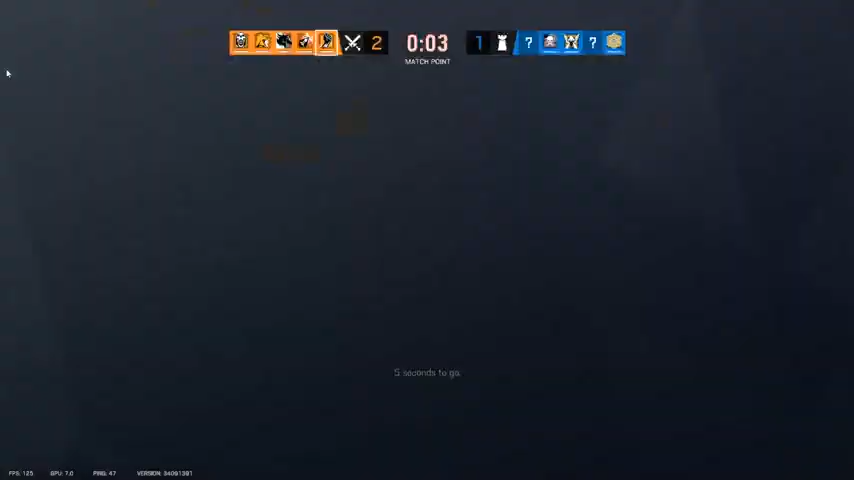 2 0:03 1 ? ?
MATCH POINT
5 seconds to go.
FPS: 125 GPU: 7.0 PING: 47 VERSION: 34091391